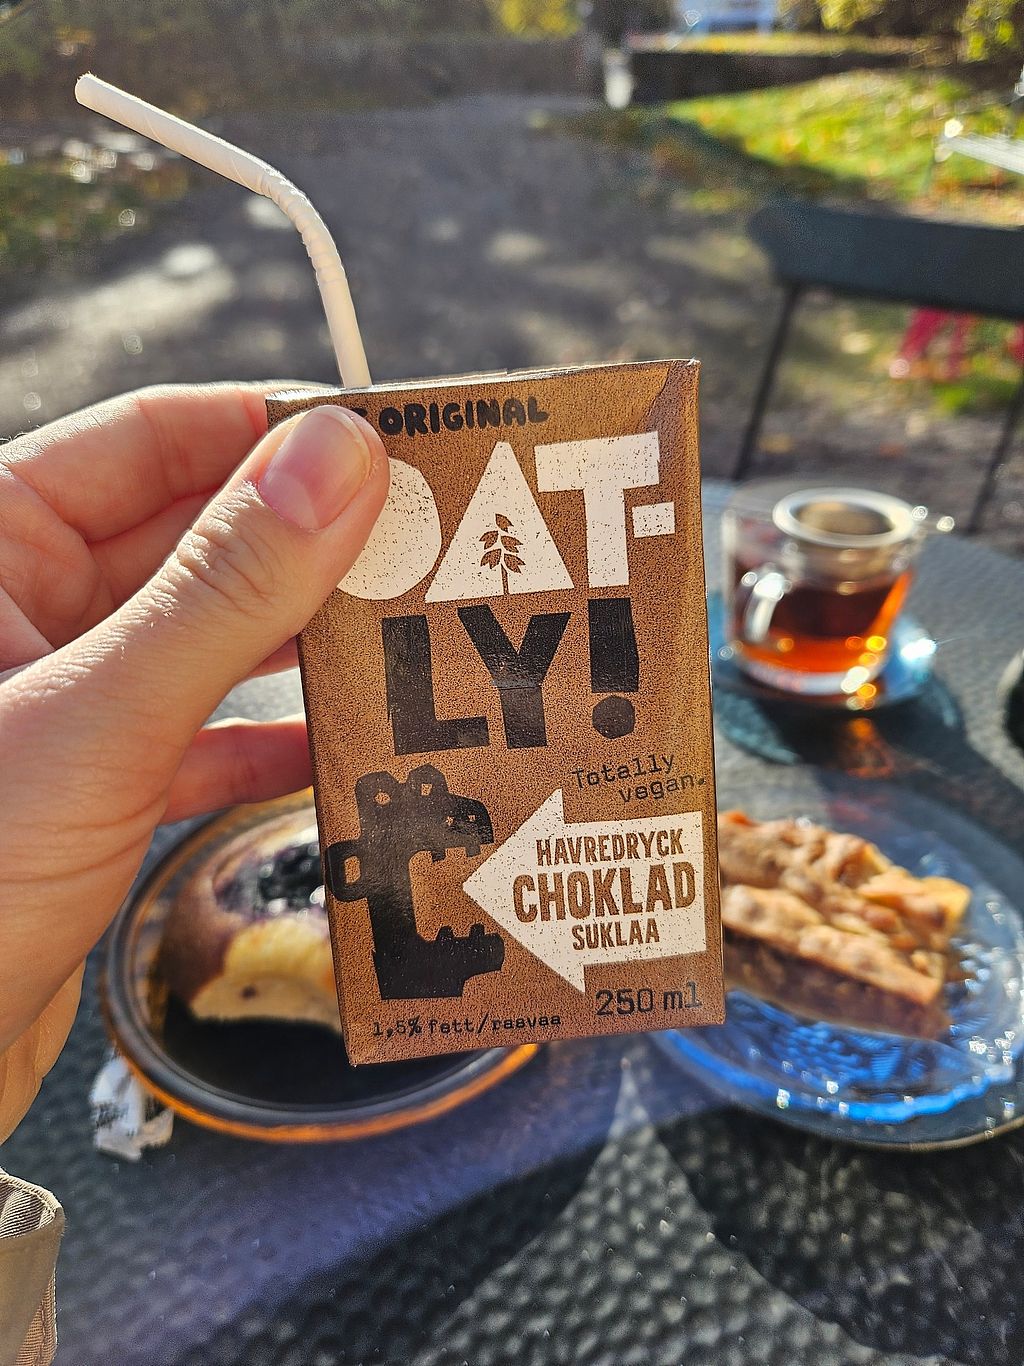 ORIGINAL
OAT-
LY!
Totally
vegan.
HAVREDRYCK
CHOKLAD
SUKLAA
250 ml
1,5% fett/rasvaa